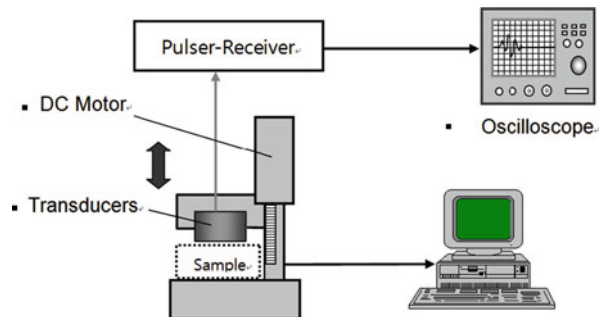 Pulser-Receiver
▪ DC Motor
▪ Oscilloscope
▪ Transducers
Sample